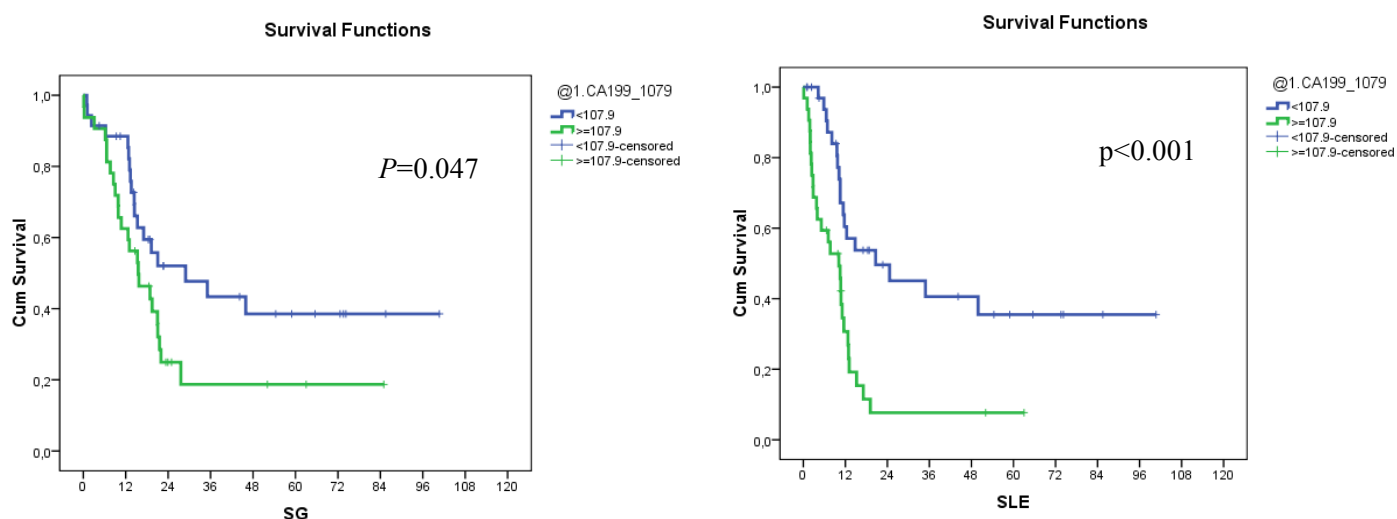 Survival Functions
@1.CA199_1079
<107.9
>=107.9
<107.9-censored
>=107.9-censored
P=0.047
Cum Survival
1,0
0,8
0,6
0,4
0,2
0,0
0 12 24 36 48 60 72 84 96 108 120
SG
Survival Functions
@1.CA199_1079
<107.9
>=107.9
<107.9-censored
>=107.9-censored
p<0.001
Cum Survival
1,0
0,8
0,6
0,4
0,2
0,0
0 12 24 36 48 60 72 84 96 108 120
SLE